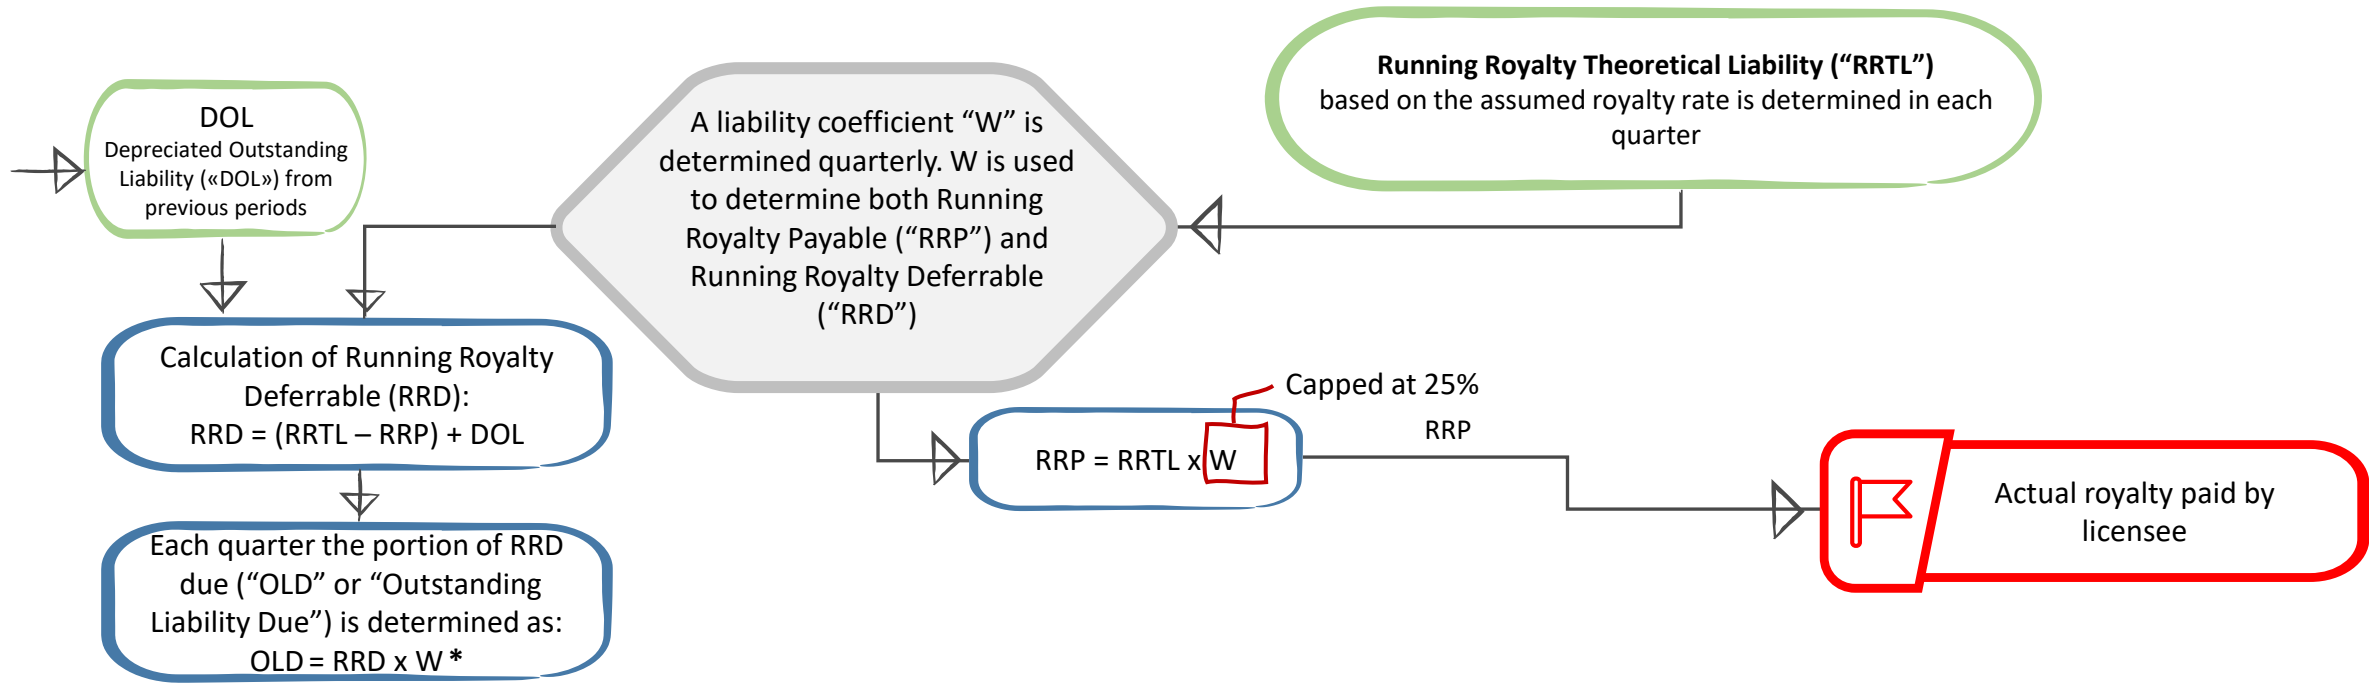 DOL
Depreciated Outstanding
Liability («DOL») from
previous periods
A liability coefficient “W” is
determined quarterly. W is used
to determine both Running
Royalty Payable (“RRP”) and
Running Royalty Deferrable
(“RRD”)
Running Royalty Theoretical Liability (“RRTL”)
based on the assumed royalty rate is determined in each
quarter
Calculation of Running Royalty
Deferrable (RRD):
RRD = (RRTL – RRP) + DOL
Each quarter the portion of RRD
due (“OLD” or “Outstanding
Liability Due”) is determined as:
OLD = RRD x W *
Capped at 25%
RRP = RRTL x W
RRP
Actual royalty paid by
licensee